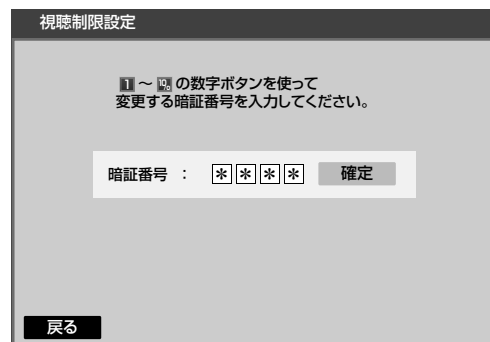 視聴制限設定
1 ～ 10 の数字ボタンを使って
変更する暗証番号を入力してください。
暗証番号 ： ＊＊＊＊ 確定
戻る